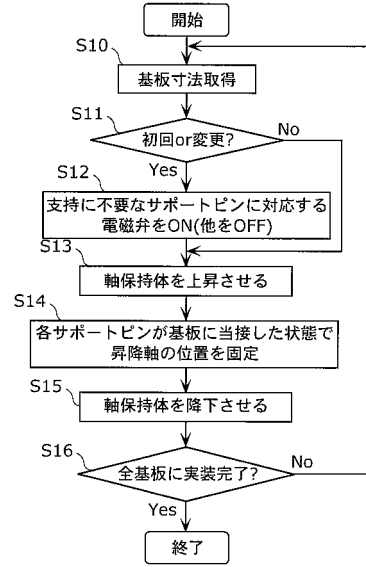 開始
S10
基板寸法取得
S11
初回or変更?
No
Yes
S12
支持に不要なサポートピンに対応する
電磁弁をON(他をOFF)
S13
軸保持体を上昇させる
S14
各サポートピンが基板に当接した状態で
昇降軸の位置を固定
S15
軸保持体を降下させる
S16
全基板に実装完了?
No
Yes
終了